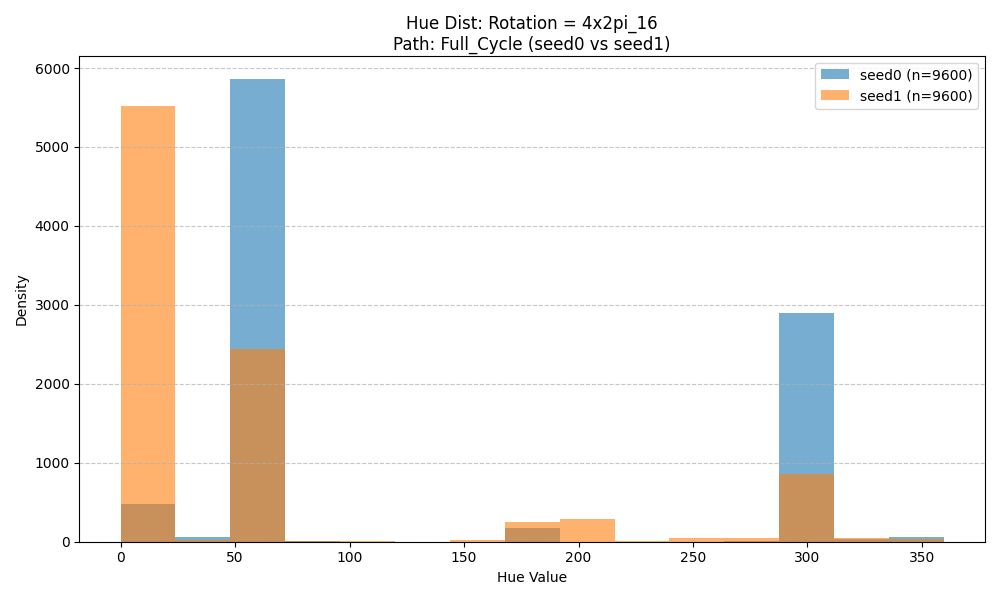 Hue Dist: Rotation = 4x2pi_16
Path: Full_Cycle (seed0 vs seed1)
seed0 (n=9600)
seed1 (n=9600)
Density
6000
5000
4000
3000
2000
1000
0
0 50 100 150 200 250 300 350
Hue Value